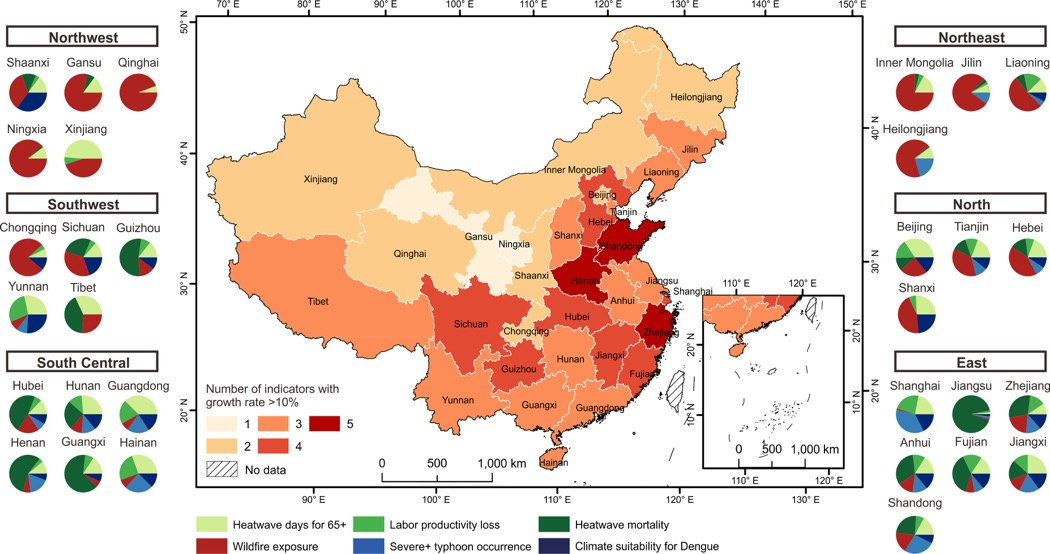 70° E 80° E 90° E 100° E 110° E 120° E 130° E 140° E 150° E
50° N
40° N
30° N
20° N
40° N
30° N
20° N
10° N
Northwest
Shaanxi Gansu Qinghai
Ningxia Xinjiang
Southwest
Chongqing Sichuan Guizhou
Yunnan Tibet
South Central
Hubei Hunan Guangdong
Henan Guangxi Hainan
Northeast
Inner Mongolia Jilin Liaoning
Heilongjiang
North
Beijing Tianjin Hebei
Shanxi
East
Shanghai Jiangsu Zhejiang
Anhui Fujian Jiangxi
Shandong
Heilongjiang
Jilin
Inner Mongolia
Liaoning
Xinjiang
Beijing
Tianjin
Hebei
Gansu
Shanxi
Ningxia
Shandong
Qinghai
Shaanxi
Henan
Jiangsu
Shanghai
Tibet
Anhui
Sichuan
Hubei
Chongqing
Zhejiang
Hunan
Jiangxi
Guizhou
Fujian
Yunnan
Guangxi
Guangdong
Hainan
110° E 120° E
20° N
10° N
0 500 1,000 km
110° E 120° E
Number of indicators with
growth rate >10%
1 3 5
2 4
No data
0 500 1,000 km
90° E 100° E 110° E 120° E 130° E
Heatwave days for 65+ Labor productivity loss Heatwave mortality
Wildfire exposure Severe+ typhoon occurrence Climate suitability for Dengue